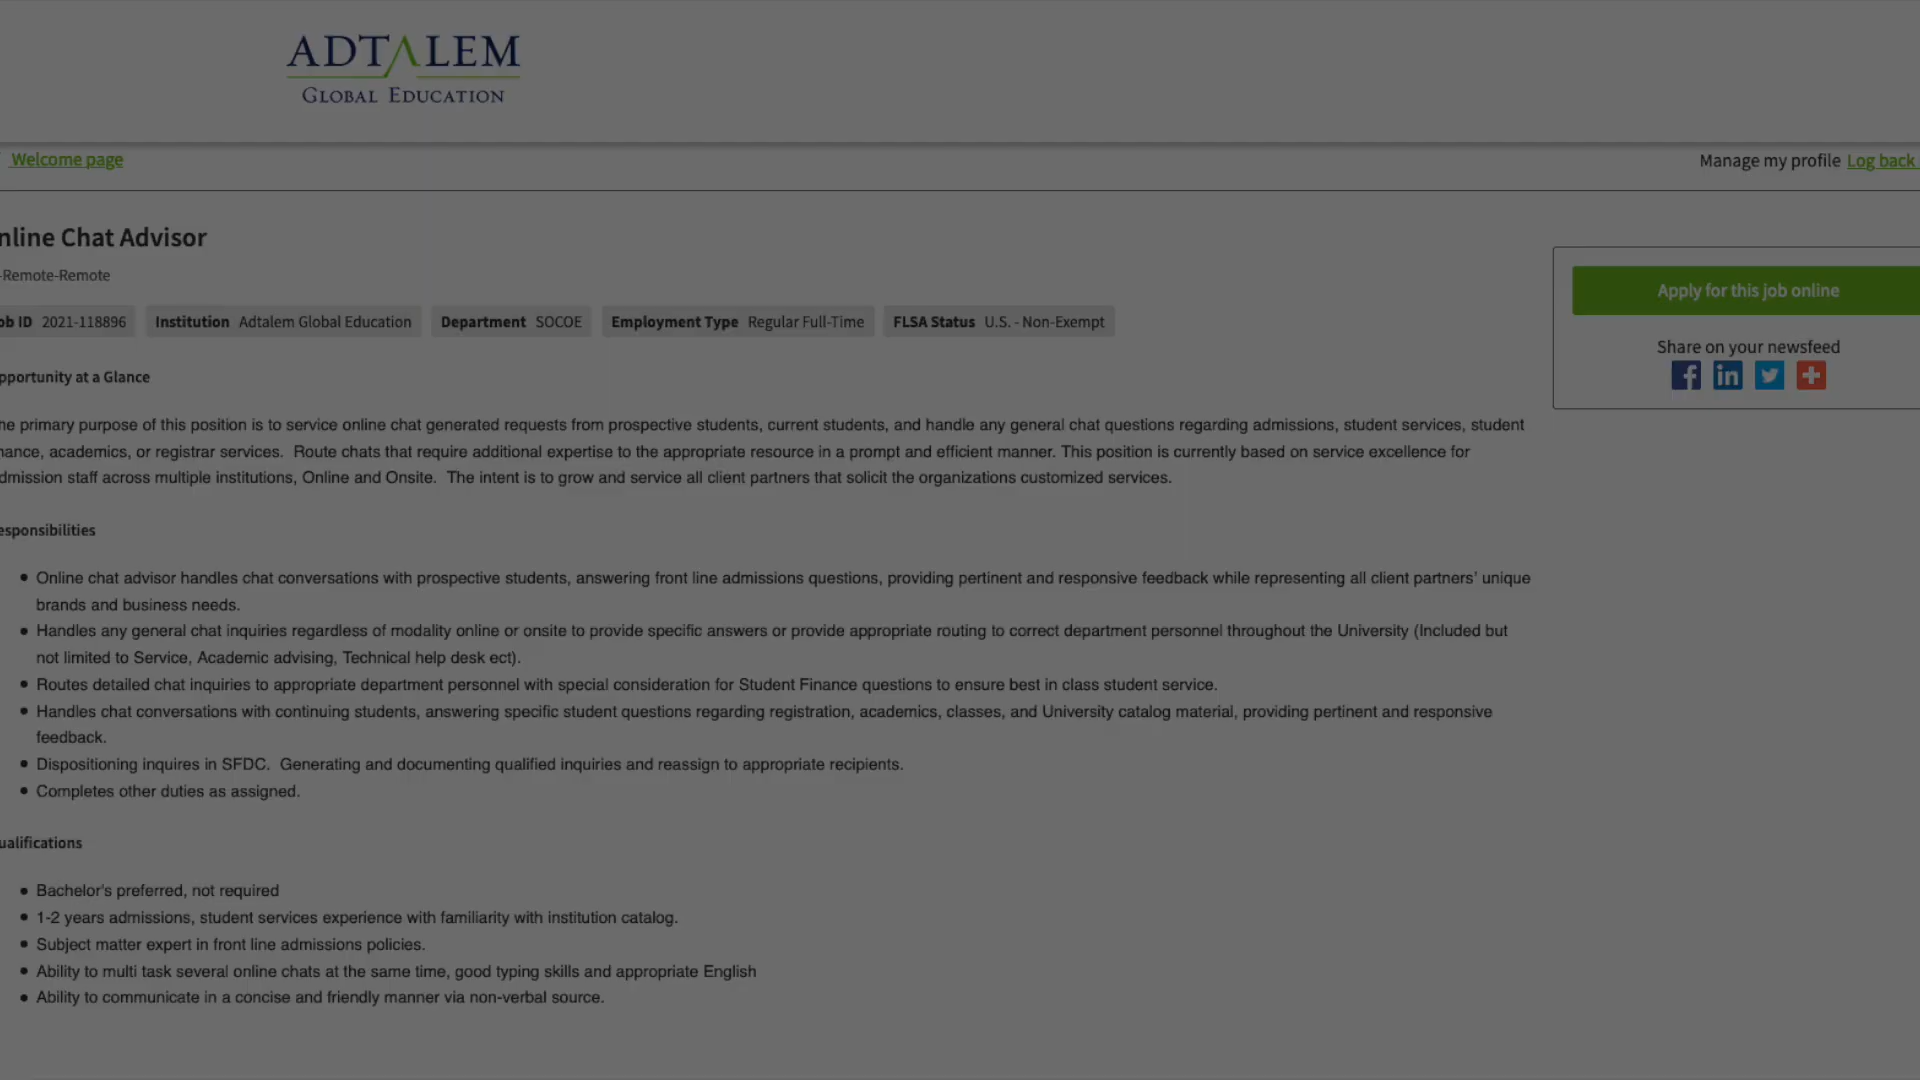 ADTALEM
GLOBAL EDUCATION
Welcome page
Manage my profile Log back
nline Chat Advisor
-Remote-Remote
ob ID 2021-118896 Institution Adtalem Global Education Department SOCOE Employment Type Regular Full-Time FLSA Status U.S. - Non-Exempt
Apply for this job online
Share on your newsfeed
pportunity at a Glance
he primary purpose of this position is to service online chat generated requests from prospective students, current students, and handle any general chat questions regarding admissions, student services, student
nance, academics, or registrar services. Route chats that require additional expertise to the appropriate resource in a prompt and efficient manner. This position is currently based on service excellence for
dmission staff across multiple institutions, Online and Onsite. The intent is to grow and service all client partners that solicit the organizations customized services.
esponsibilities
• Online chat advisor handles chat conversations with prospective students, answering front line admissions questions, providing pertinent and responsive feedback while representing all client partners' unique
brands and business needs.
• Handles any general chat inquiries regardless of modality online or onsite to provide specific answers or provide appropriate routing to correct department personnel throughout the University (Included but
not limited to Service, Academic advising, Technical help desk ect).
• Routes detailed chat inquiries to appropriate department personnel with special consideration for Student Finance questions to ensure best in class student service.
• Handles chat conversations with continuing students, answering specific student questions regarding registration, academics, classes, and University catalog material, providing pertinent and responsive
feedback.
• Dispositioning inquires in SFDC. Generating and documenting qualified inquiries and reassign to appropriate recipients.
• Completes other duties as assigned.
ualifications
• Bachelor's preferred, not required
• 1-2 years admissions, student services experience with familiarity with institution catalog.
• Subject matter expert in front line admissions policies.
• Ability to multi task several online chats at the same time, good typing skills and appropriate English
• Ability to communicate in a concise and friendly manner via non-verbal source.